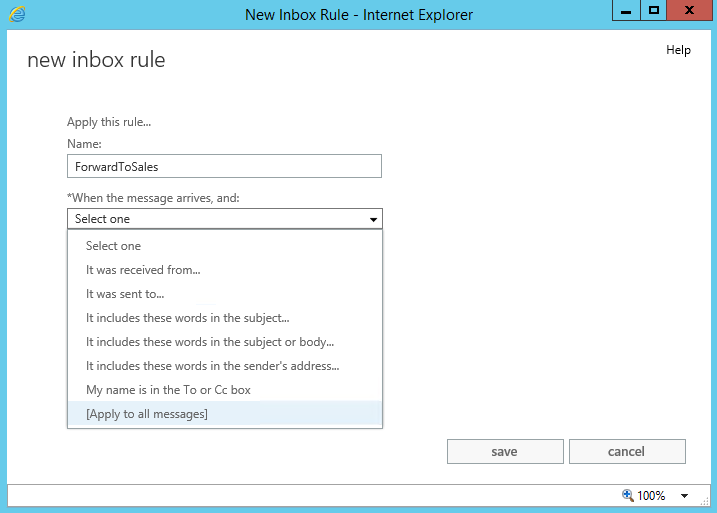 New Inbox Rule - Internet Explorer
Help
new inbox rule
Apply this rule...
Name:
ForwardToSales
*When the message arrives, and:
Select one
Select one
It was received from...
It was sent to...
It includes these words in the subject...
It includes these words in the subject or body...
It includes these words in the sender's address...
My name is in the To or Cc box
[Apply to all messages]
save cancel
100%